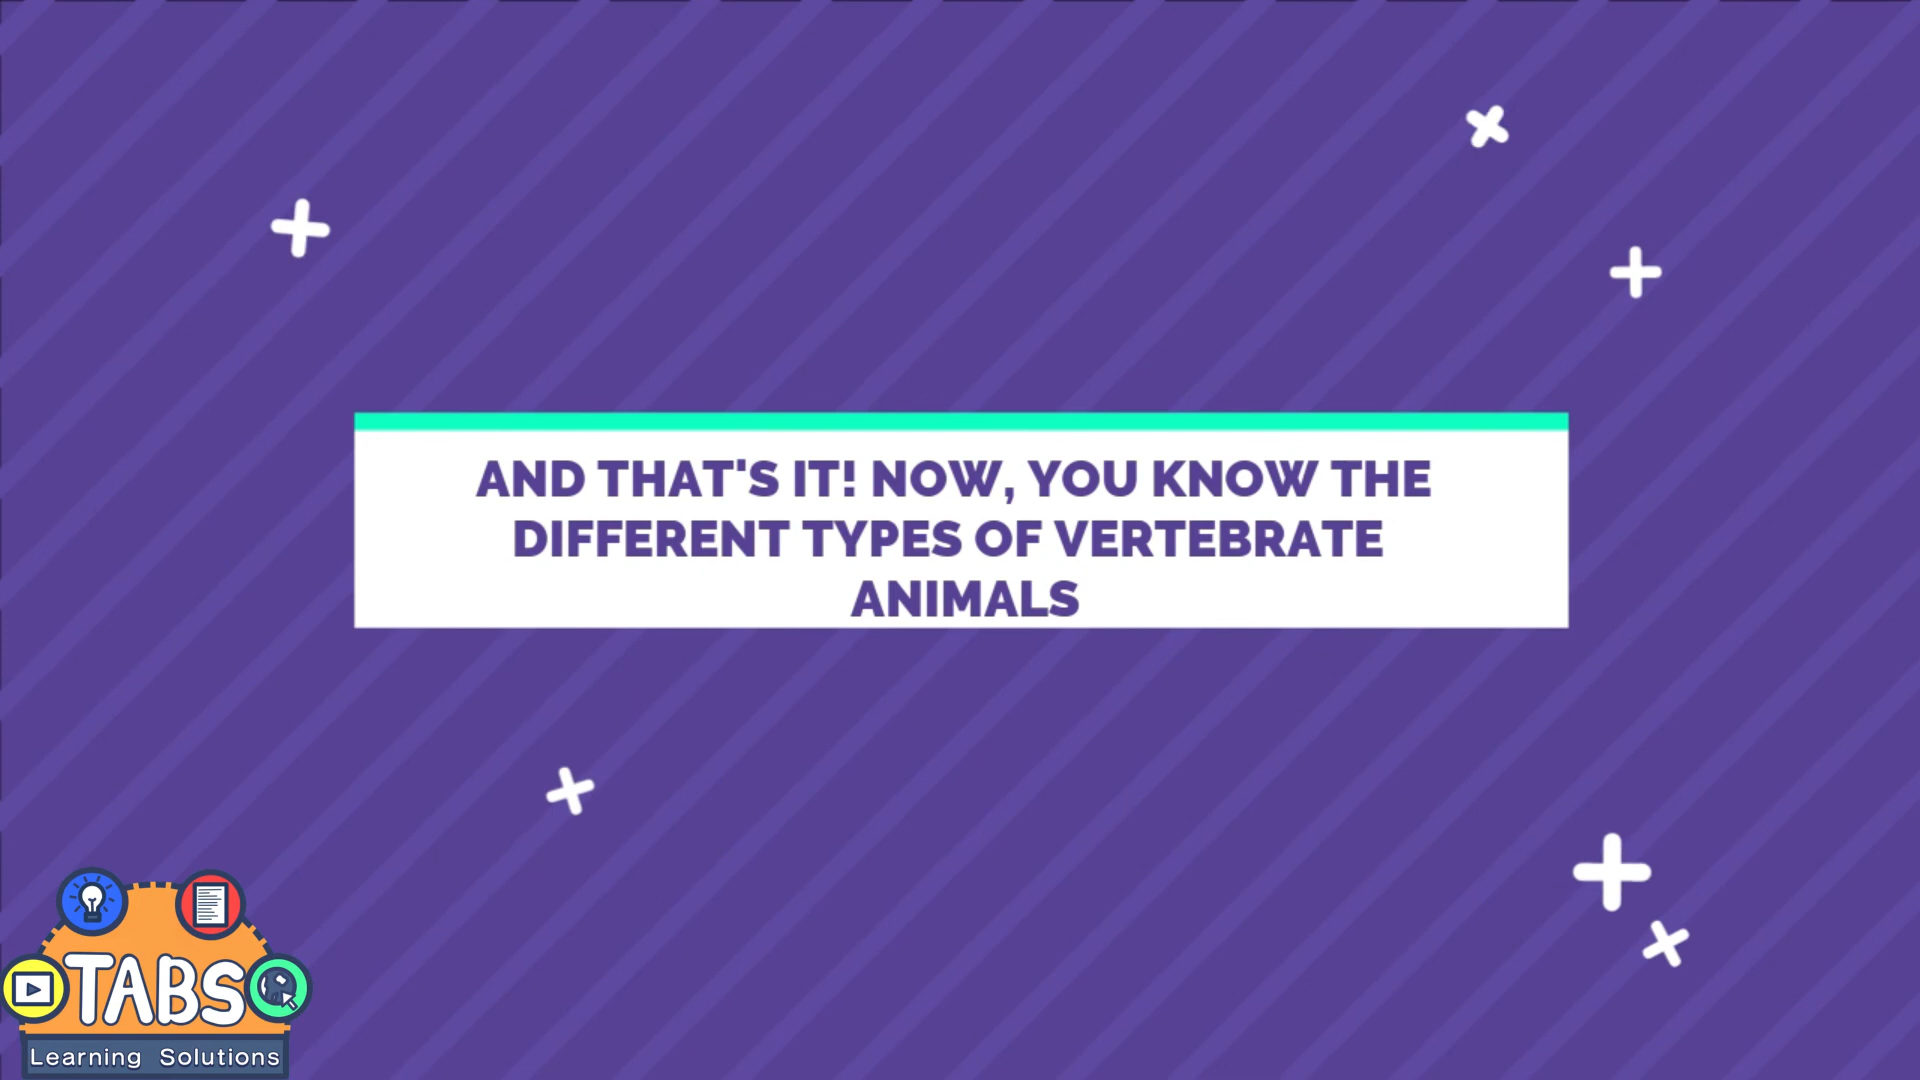 AND THAT'S IT! NOW, YOU KNOW THE
DIFFERENT TYPES OF VERTEBRATE
ANIMALS
TABS
Learning Solutions